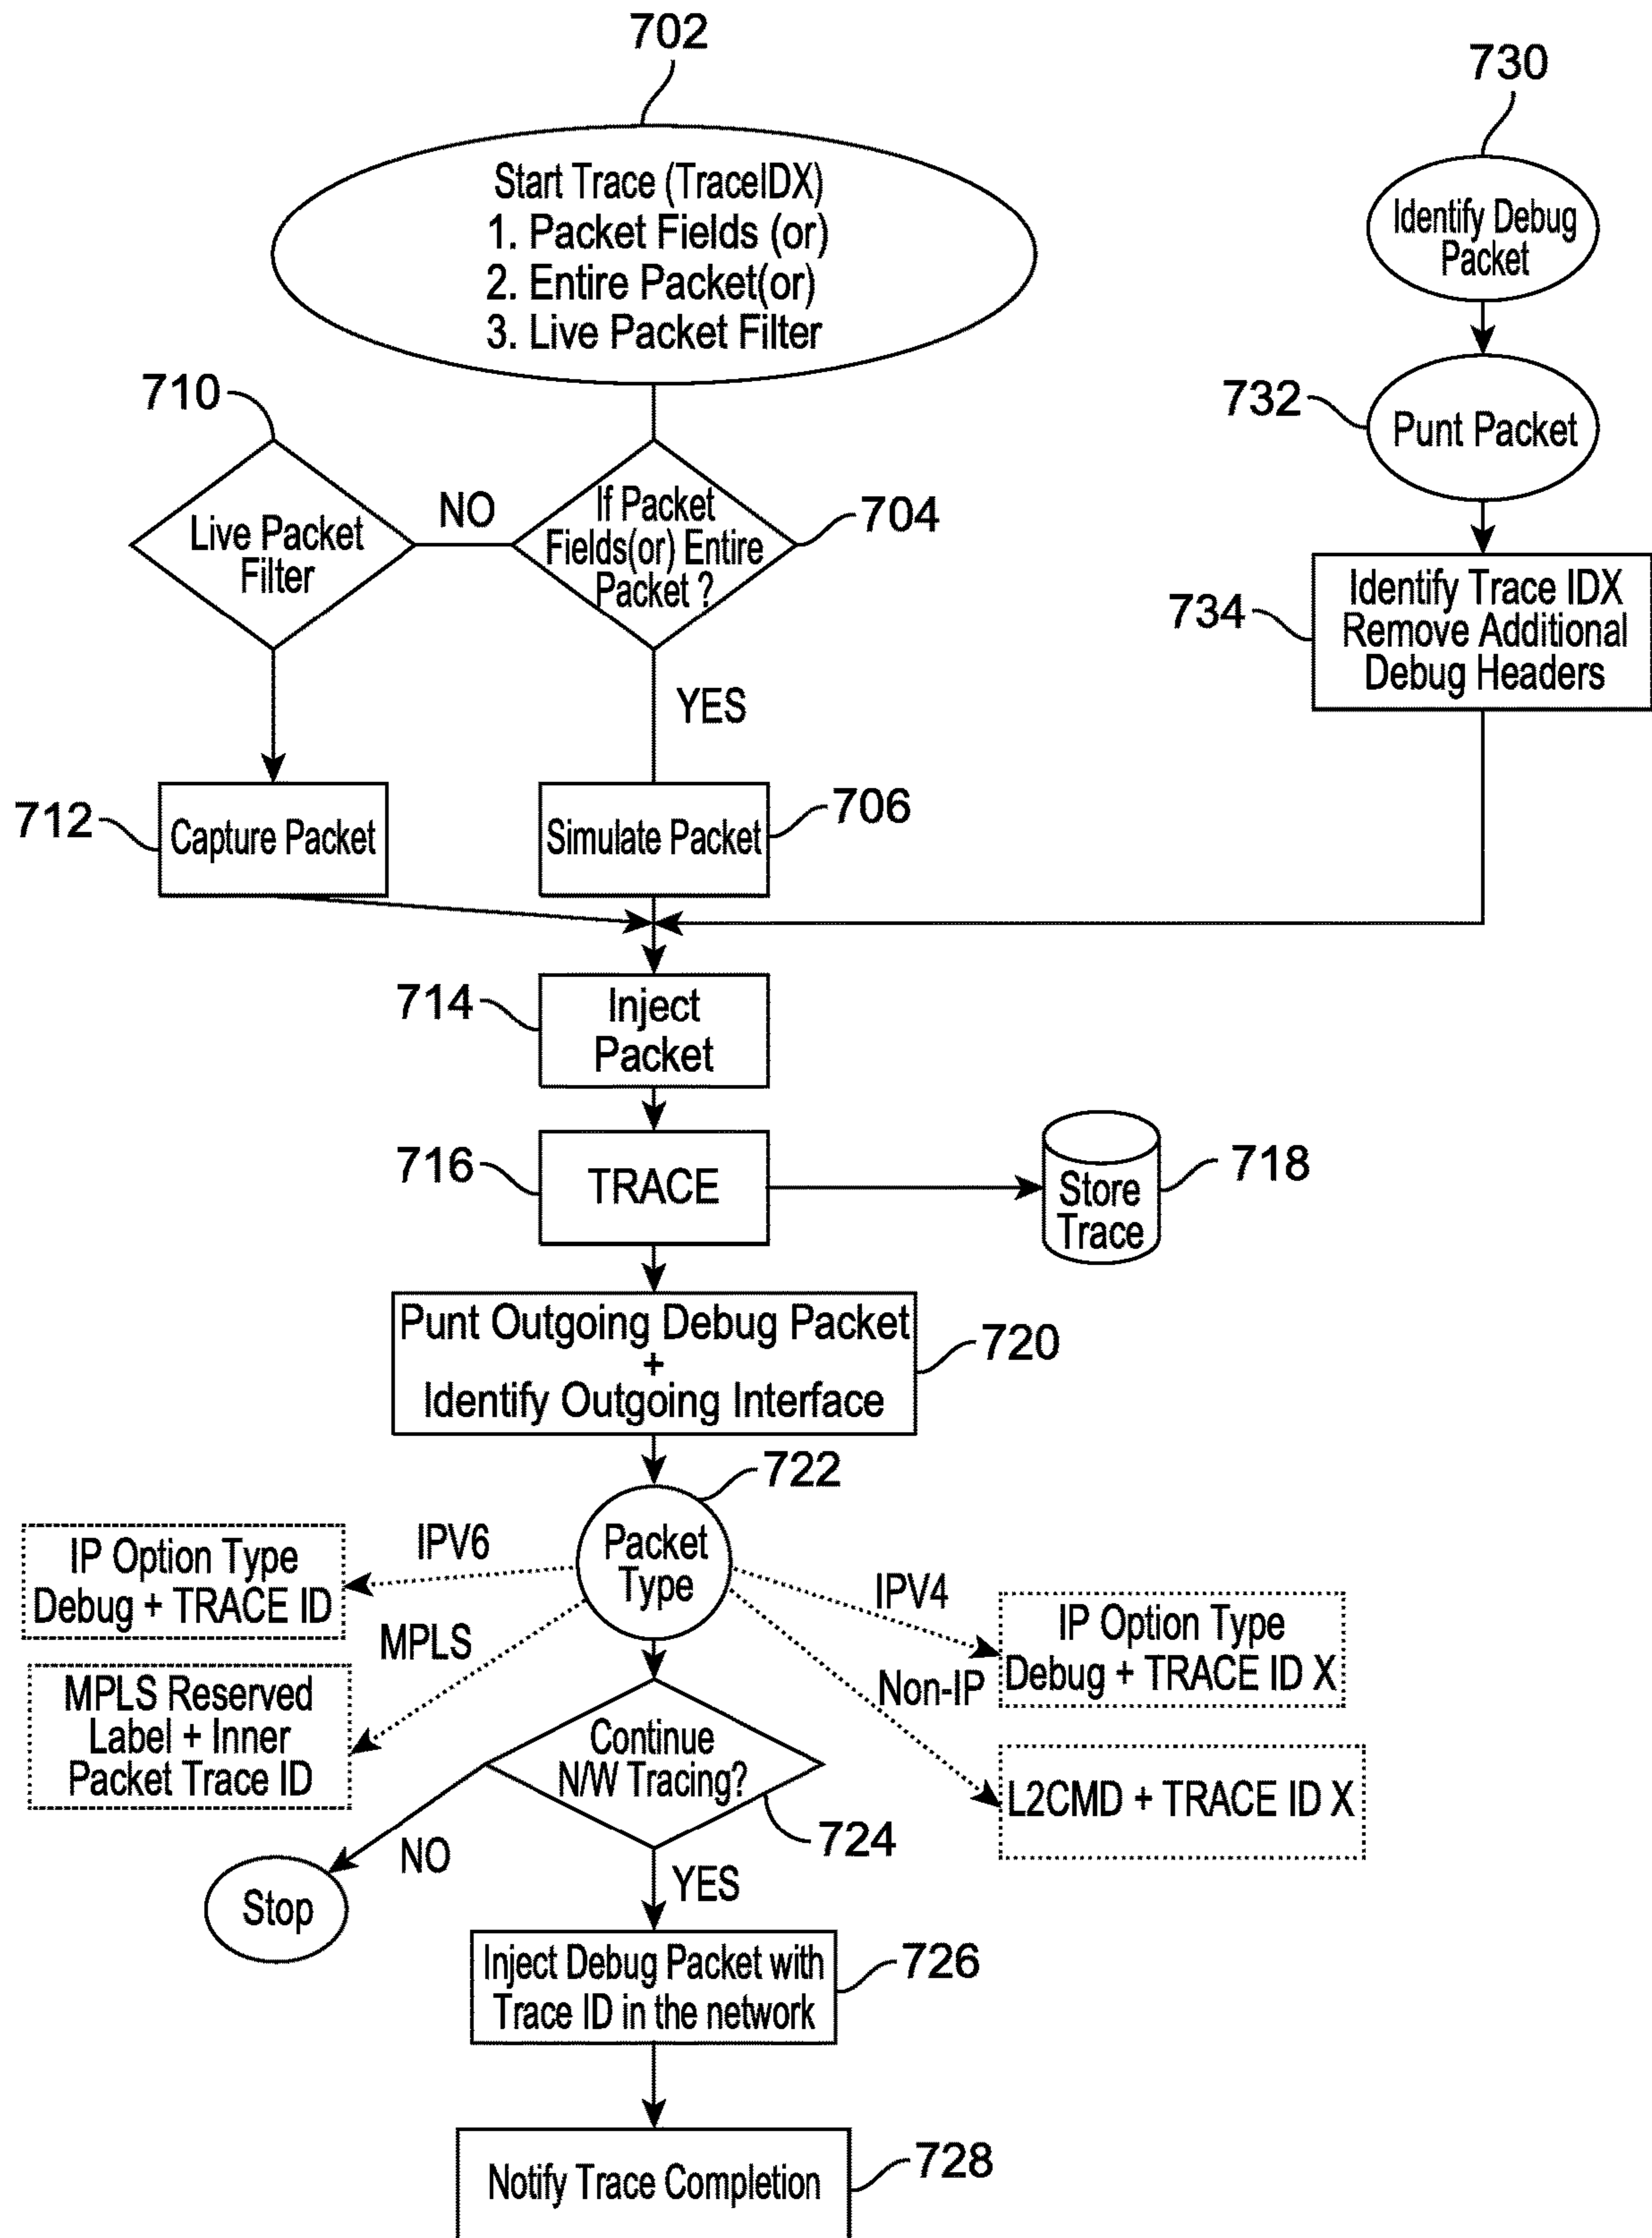 702
730
Start Trace (TraceIDX)
1. Packet Fields (or)
2. Entire Packet(or)
3. Live Packet Filter
Identify Debug
Packet
710
732
Punt Packet
Live Packet
Filter
NO
If Packet
Fields(or) Entire
Packet ?
704
734
Identify Trace IDX
Remove Additional
Debug Headers
YES
712
Capture Packet
Simulate Packet
706
714
Inject
Packet
716
TRACE
Store
Trace
718
Punt Outgoing Debug Packet
+
Identify Outgoing Interface
720
722
Packet
Type
IPV6
IP Option Type
Debug + TRACE ID
IPV4
IP Option Type
Debug + TRACE ID X
MPLS
MPLS Reserved
Label + Inner
Packet Trace ID
Non-IP
L2CMD + TRACE ID X
Continue
N/W Tracing?
724
NO
Stop
YES
Inject Debug Packet with
Trace ID in the network
726
Notify Trace Completion
728